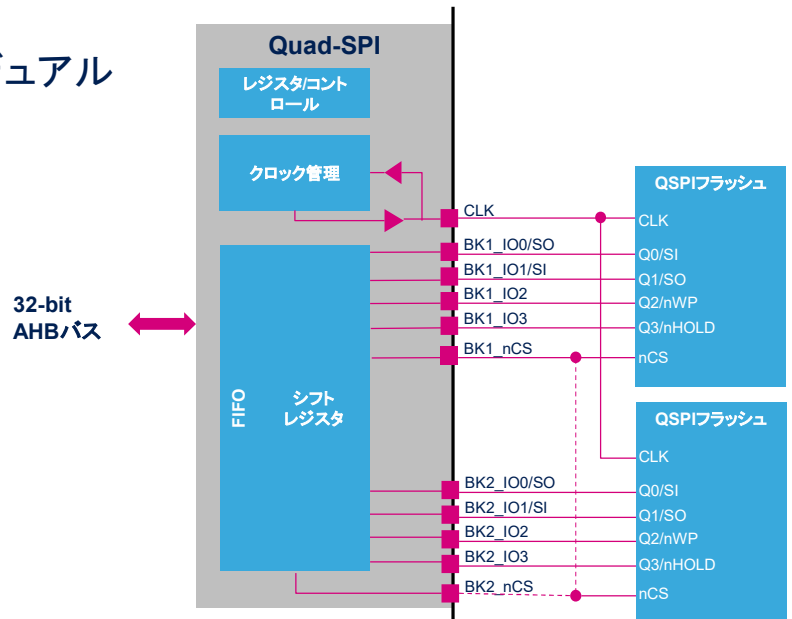 デュアル
Quad-SPI
レジスタ/コント
ロール
クロック管理
32-bit
AHBバス
FIFO
シフト
レジスタ
CLK
BK1_IO0/SO
BK1_IO1/SI
BK1_IO2
BK1_IO3
BK1_nCS
BK2_IO0/SO
BK2_IO1/SI
BK2_IO2
BK2_IO3
BK2_nCS
QSPIフラッシュ
CLK
Q0/SI
Q1/SO
Q2/nWP
Q3/nHOLD
nCS
QSPIフラッシュ
CLK
Q0/SI
Q1/SO
Q2/nWP
Q3/nHOLD
nCS